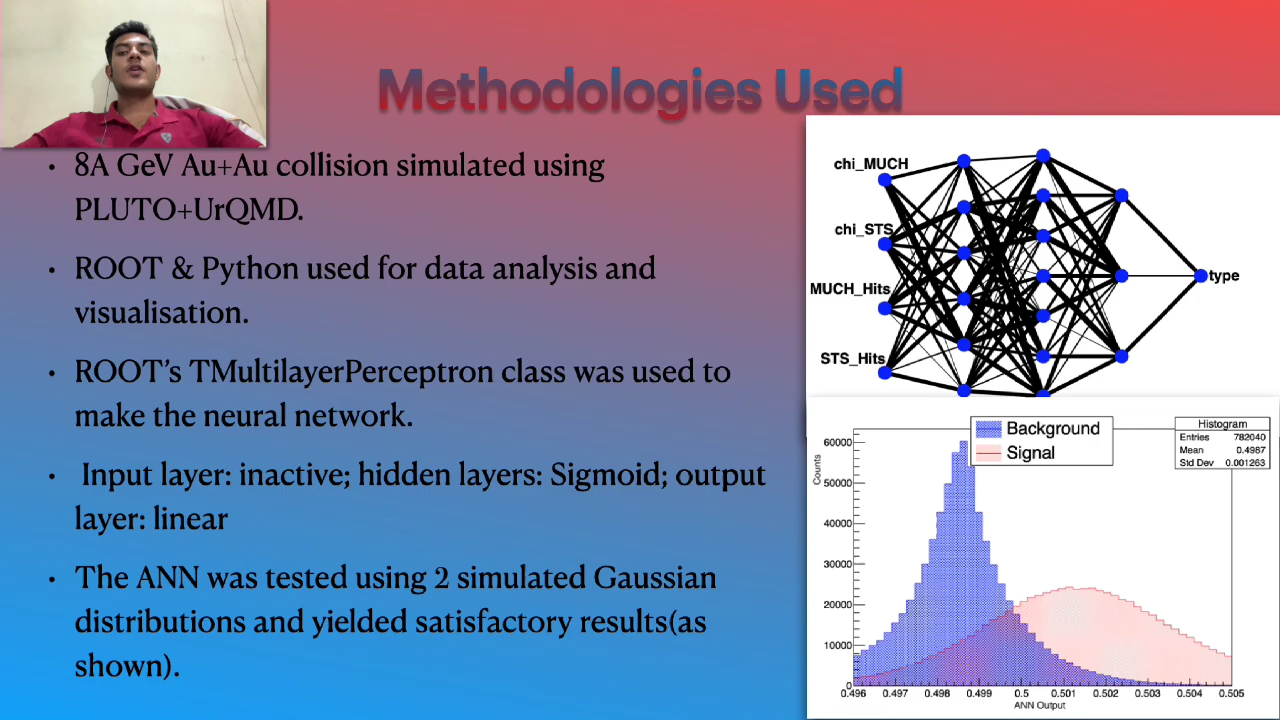 Methodologies Used
• 8A GeV Au+Au collision simulated using
PLUTO+UrQMD.
• ROOT & Python used for data analysis and
visualisation.
• ROOT's TMultilayerPerceptron class was used to
make the neural network.
• Input layer: inactive; hidden layers: Sigmoid; output
layer: linear
• The ANN was tested using 2 simulated Gaussian
distributions and yielded satisfactory results(as
shown).
chi_MUCH
chi_STS
MUCH_Hits
STS_Hits
type
Background
Signal
Histogram
Entries 782040
Mean 0.4987
Std Dev 0.001263
Counts
60000
50000
40000
30000
20000
10000
0
0.496 0.497 0.498 0.499 0.5 0.501 0.502 0.503 0.504 0.505
ANN Output